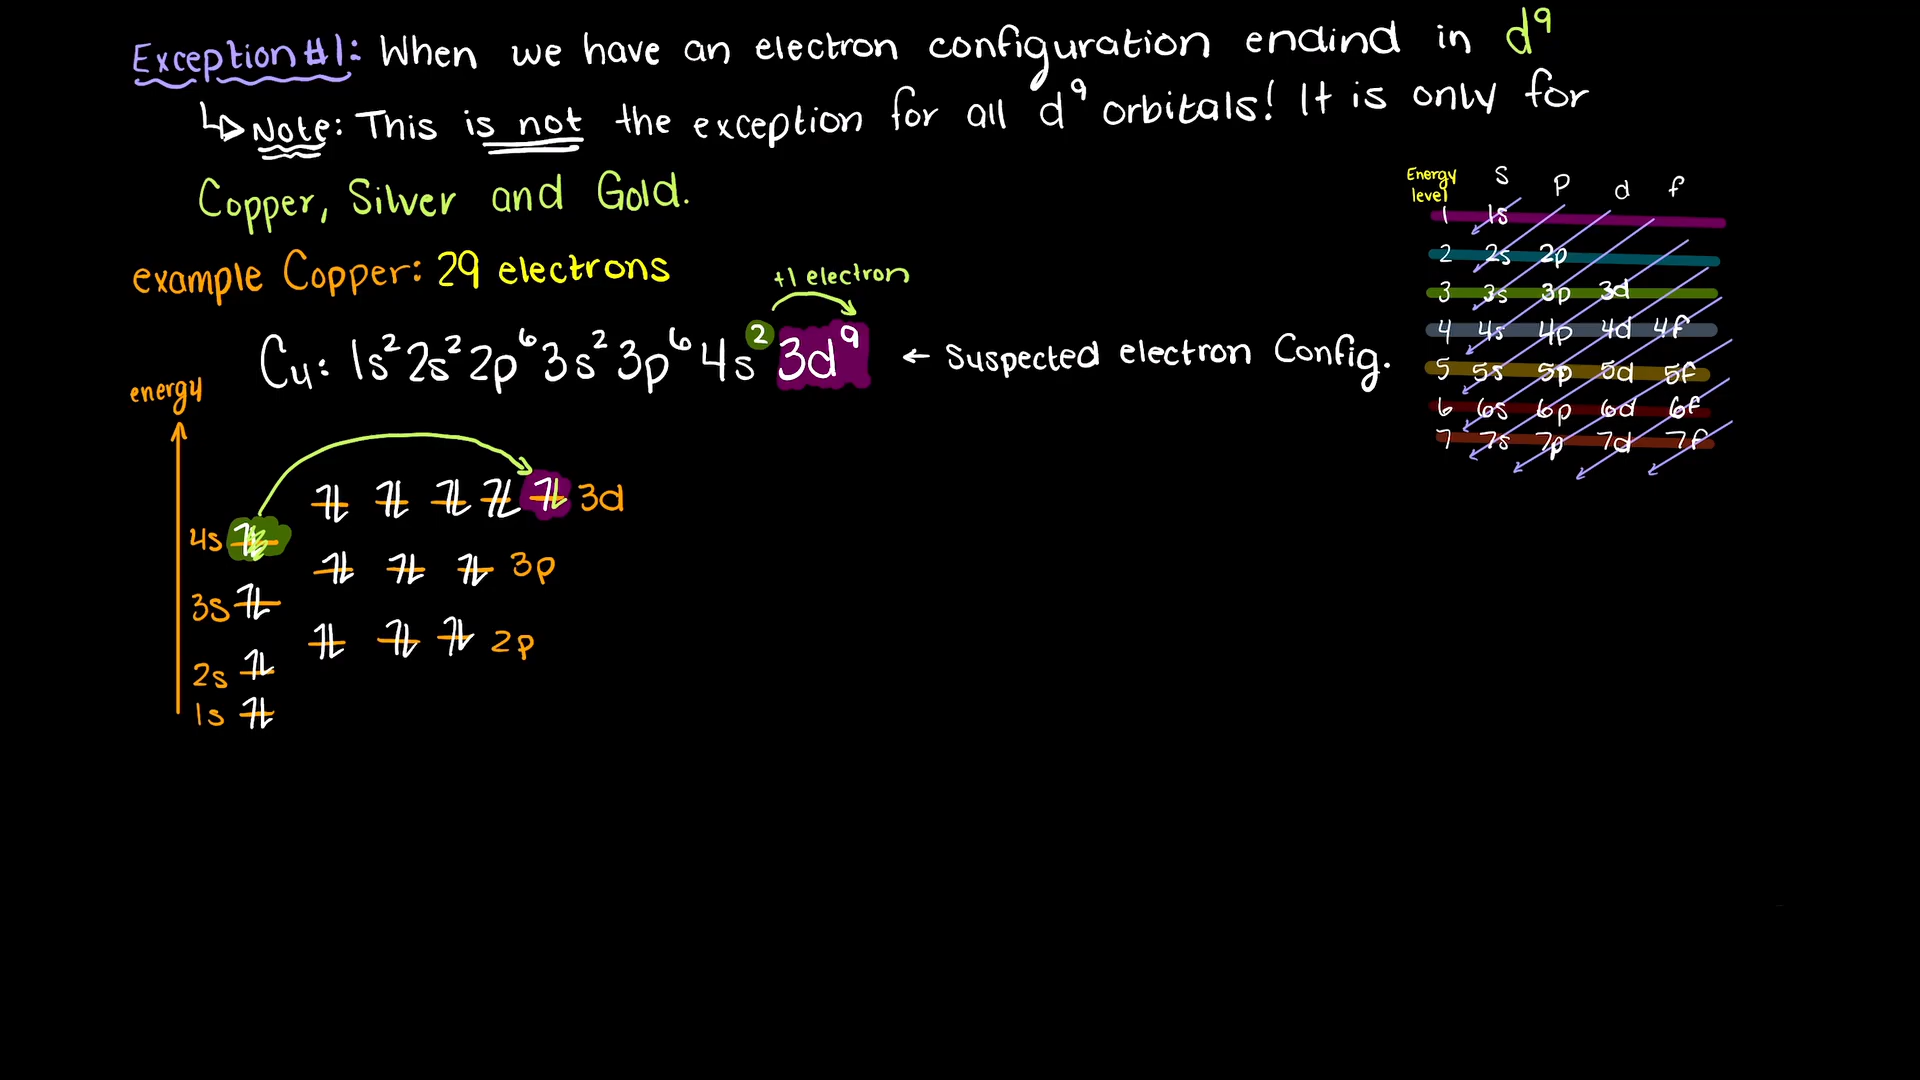 Exception #1: When we have an electron configuration endind in d⁹
↳ Note: This is not the exception for all d⁹ orbitals! It is only for
Copper, Silver and Gold.
example Copper: 29 electrons
+1 electron
Cu: 1s² 2s² 2p⁶ 3s² 3p⁶ 4s² 3d⁹ ← Suspected electron Config.
energy
3d
4s
3p
3s
2p
2s
1s
Energy level s p d f
1 1s
2 2s 2p
3 3s 3p 3d
4 4s 4p 4d 4f
5 5s 5p 5d 5f
6 6s 6p 6d 6f
7 7s 7p 7d 7f